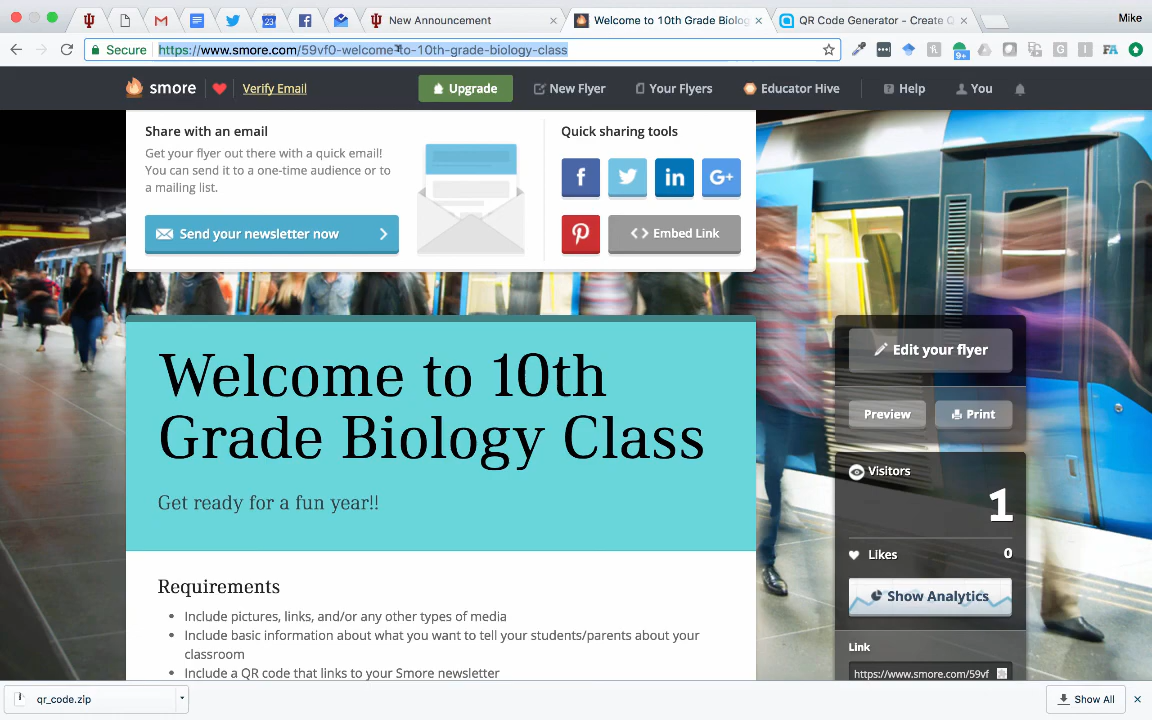 New Announcement
Welcome to 10th Grade Biolog
QR Code Generator - Create Q
Mike
Secure
https://www.smore.com/59vf0-welcome-to-10th-grade-biology-class
23
9+
G
I
FA
smore
Verify Email
Upgrade
New Flyer
Your Flyers
Educator Hive
Help
You
Share with an email
Get your flyer out there with a quick email!
You can send it to a one-time audience or to
a mailing list.
Send your newsletter now
Quick sharing tools
Embed Link
Welcome to 10th
Grade Biology Class
Get ready for a fun year!!
Edit your flyer
Preview
Print
Visitors
1
Likes
0
Show Analytics
Link
https://www.smore.com/59vf
Requirements
• Include pictures, links, and/or any other types of media
• Include basic information about what you want to tell your students/parents about your
classroom
• Include a QR code that links to your Smore newsletter
qr_code.zip
Show All